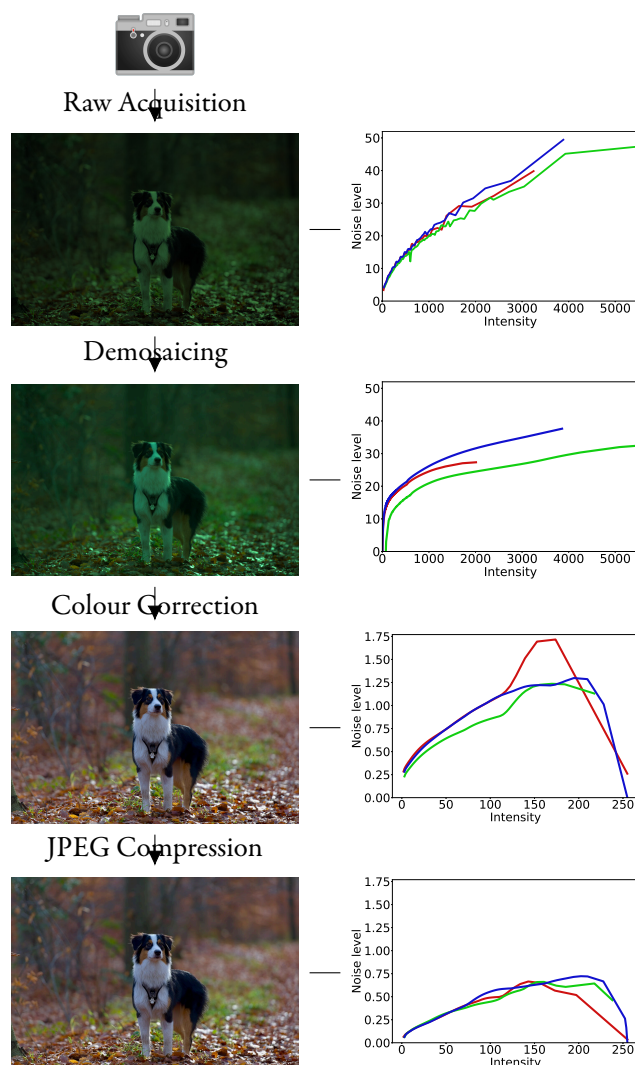 Raw Acquisition
50
40
30
20
10
0
Noise level
0 1000 2000 3000 4000 5000
Intensity
Demosaicing
50
40
30
20
10
0
Noise level
0 1000 2000 3000 4000 5000
Intensity
Colour Correction
1.75
1.50
1.25
1.00
0.75
0.50
0.25
0.00
Noise level
0 50 100 150 200 250
Intensity
JPEG Compression
1.75
1.50
1.25
1.00
0.75
0.50
0.25
0.00
Noise level
0 50 100 150 200 250
Intensity